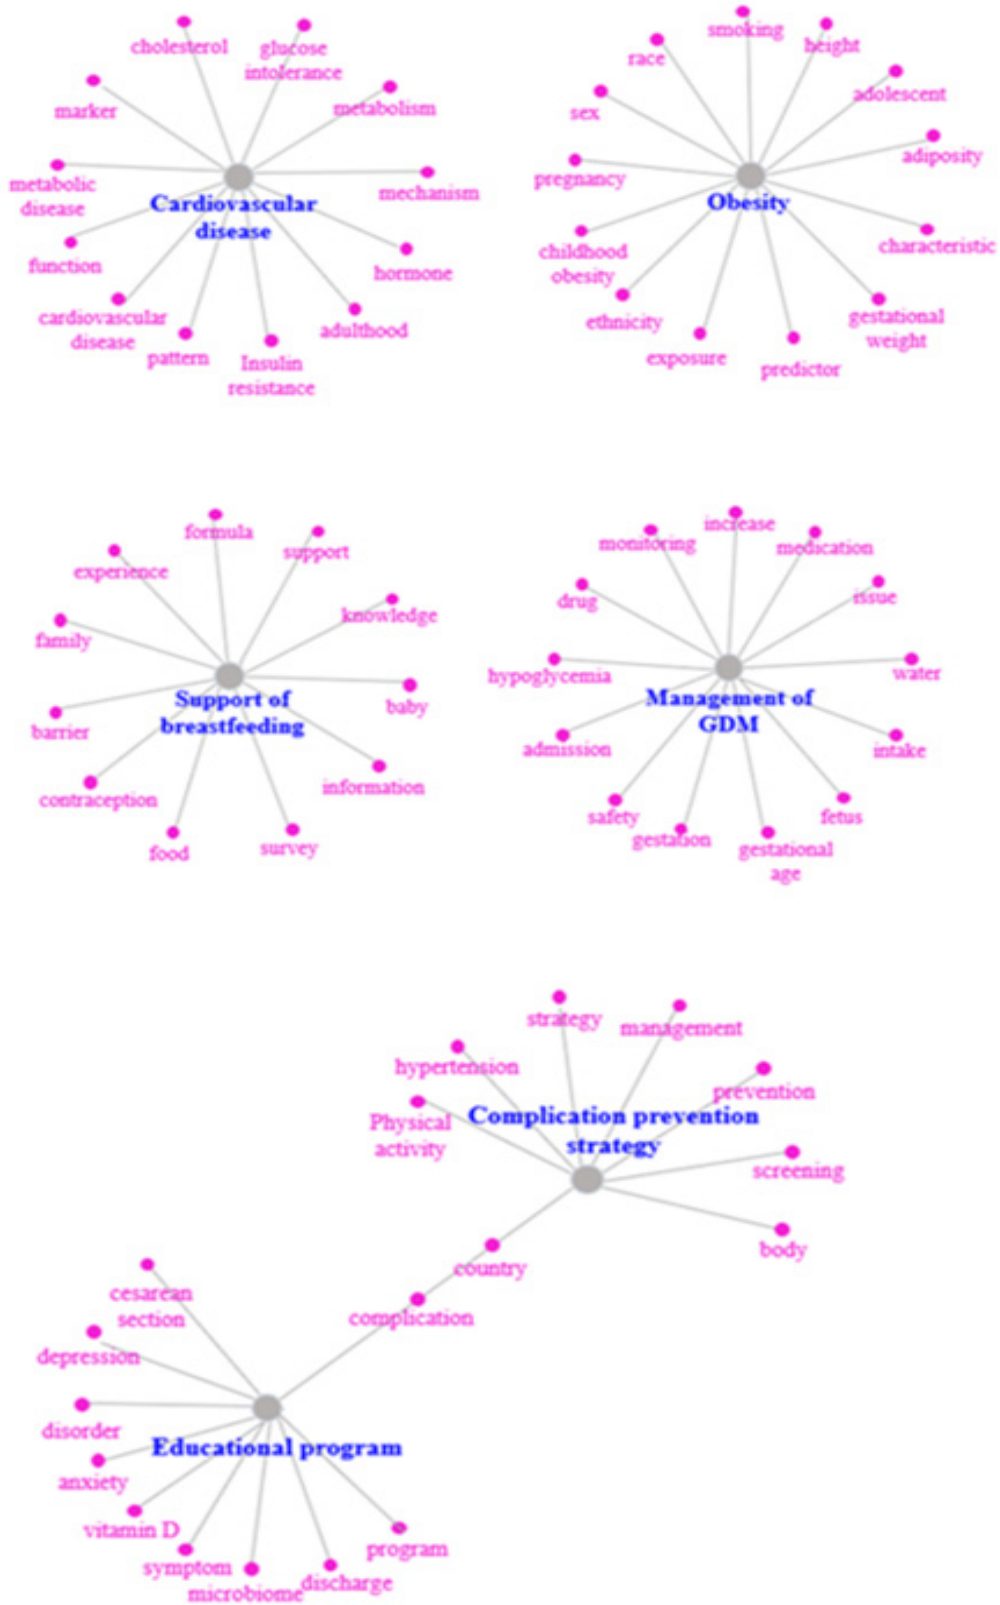 cholesterol
glucose
intolerance
marker
metabolism
metabolic
disease
mechanism
Cardiovascular
disease
function
hormone
cardiovascular
disease
adulthood
pattern
Insulin
resistance
smoking
race
height
sex
adolescent
pregnancy
adiposity
Obesity
childhood
obesity
characteristic
ethnicity
gestational
weight
exposure
predictor
formula
support
experience
knowledge
family
baby
Support of
breastfeeding
barrier
information
contraception
food
survey
increase
monitoring
medication
drug
issue
hypoglycemia
water
Management of
GDM
admission
intake
safety
fetus
gestation
gestational
age
strategy
management
hypertension
prevention
Physical
activity
Complication prevention
strategy
screening
body
country
complication
cesarean
section
depression
disorder
Educational program
anxiety
vitamin D
program
symptom
discharge
microbiome